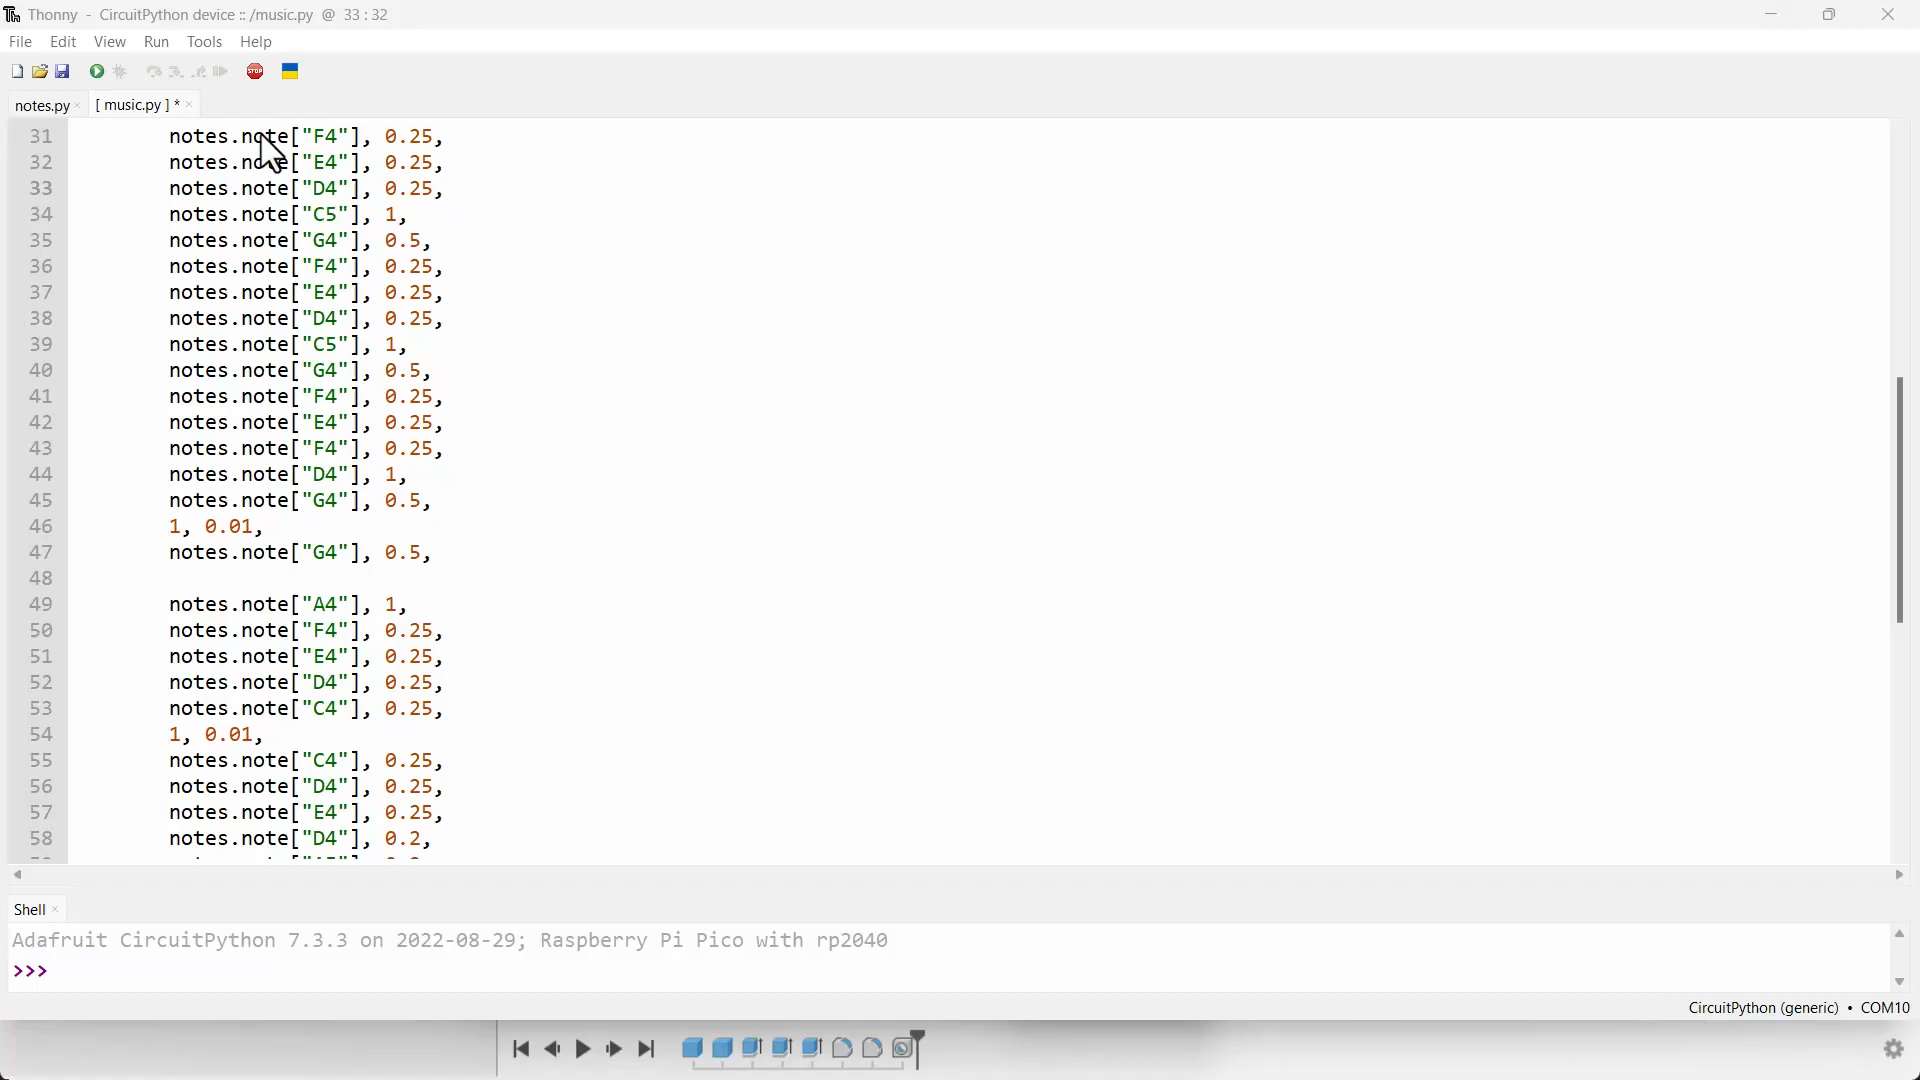 Thonny - CircuitPython device :: /music.py @ 33 : 32
File Edit View Run Tools Help
STOP
notes.py × [ music.py ] * ×
31 notes.note["F4"], 0.25,
32 notes.note["E4"], 0.25,
33 notes.note["D4"], 0.25,
34 notes.note["C5"], 1,
35 notes.note["G4"], 0.5,
36 notes.note["F4"], 0.25,
37 notes.note["E4"], 0.25,
38 notes.note["D4"], 0.25,
39 notes.note["C5"], 1,
40 notes.note["G4"], 0.5,
41 notes.note["F4"], 0.25,
42 notes.note["E4"], 0.25,
43 notes.note["F4"], 0.25,
44 notes.note["D4"], 1,
45 notes.note["G4"], 0.5,
46 1, 0.01,
47 notes.note["G4"], 0.5,
48
49 notes.note["A4"], 1,
50 notes.note["F4"], 0.25,
51 notes.note["E4"], 0.25,
52 notes.note["D4"], 0.25,
53 notes.note["C4"], 0.25,
54 1, 0.01,
55 notes.note["C4"], 0.25,
56 notes.note["D4"], 0.25,
57 notes.note["E4"], 0.25,
58 notes.note["D4"], 0.2,
Shell ×
Adafruit CircuitPython 7.3.3 on 2022-08-29; Raspberry Pi Pico with rp2040
>>>
CircuitPython (generic) • COM10